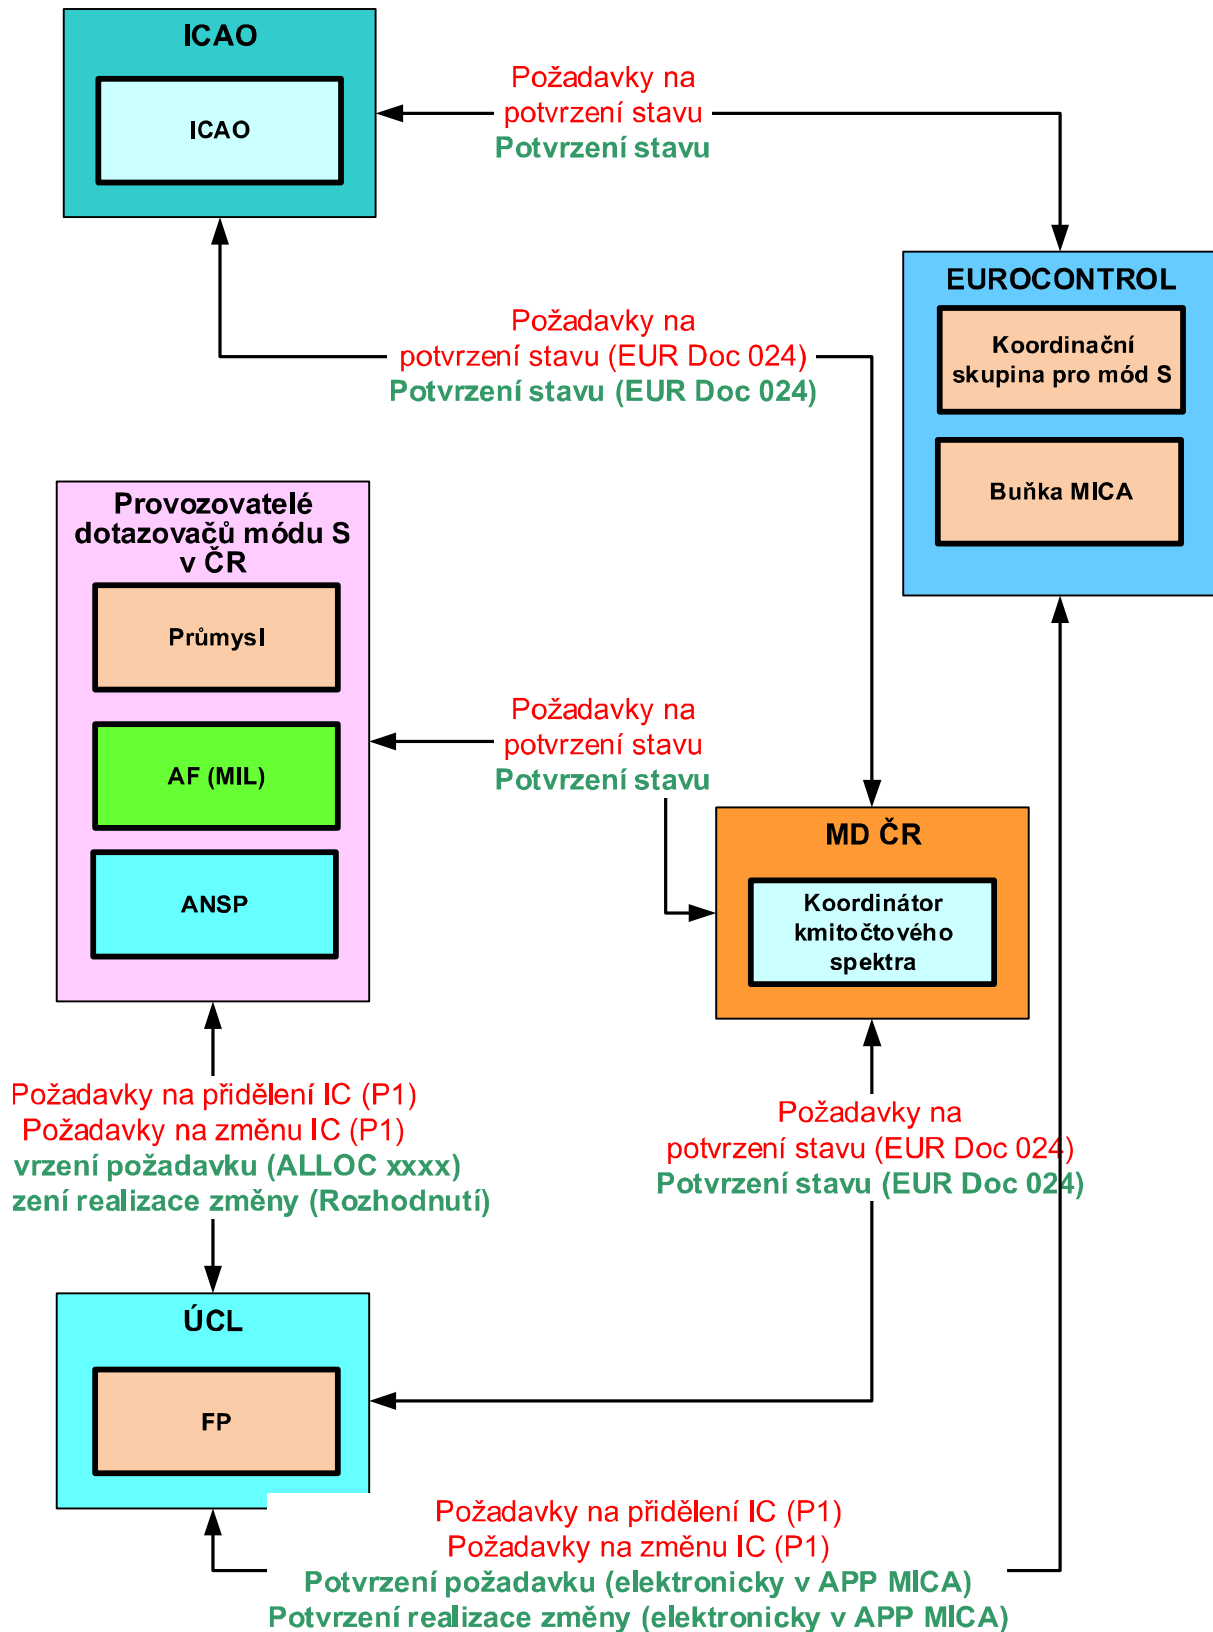 ICAO
ICAO
Požadavky na
potvrzení stavu
Potvrzení stavu
EUROCONTROL
Koordinační
skupina pro mód S
Buňka MICA
Požadavky na
potvrzení stavu (EUR Doc 024)
Potvrzení stavu (EUR Doc 024)
Provozovatelé
dotazovačů módu S
v ČR
Průmysl
AF (MIL)
ANSP
Požadavky na
potvrzení stavu
Potvrzení stavu
MD ČR
Koordinátor
kmitočtového
spektra
Požadavky na přidělení IC (P1)
Požadavky na změnu IC (P1)
vrzení požadavku (ALLOC xxxx)
zení realizace změny (Rozhodnutí)
Požadavky na
potvrzení stavu (EUR Doc 024)
Potvrzení stavu (EUR Doc 024)
ÚCL
FP
Požadavky na přidělení IC (P1)
Požadavky na změnu IC (P1)
Potvrzení požadavku (elektronicky v APP MICA)
Potvrzení realizace změny (elektronicky v APP MICA)